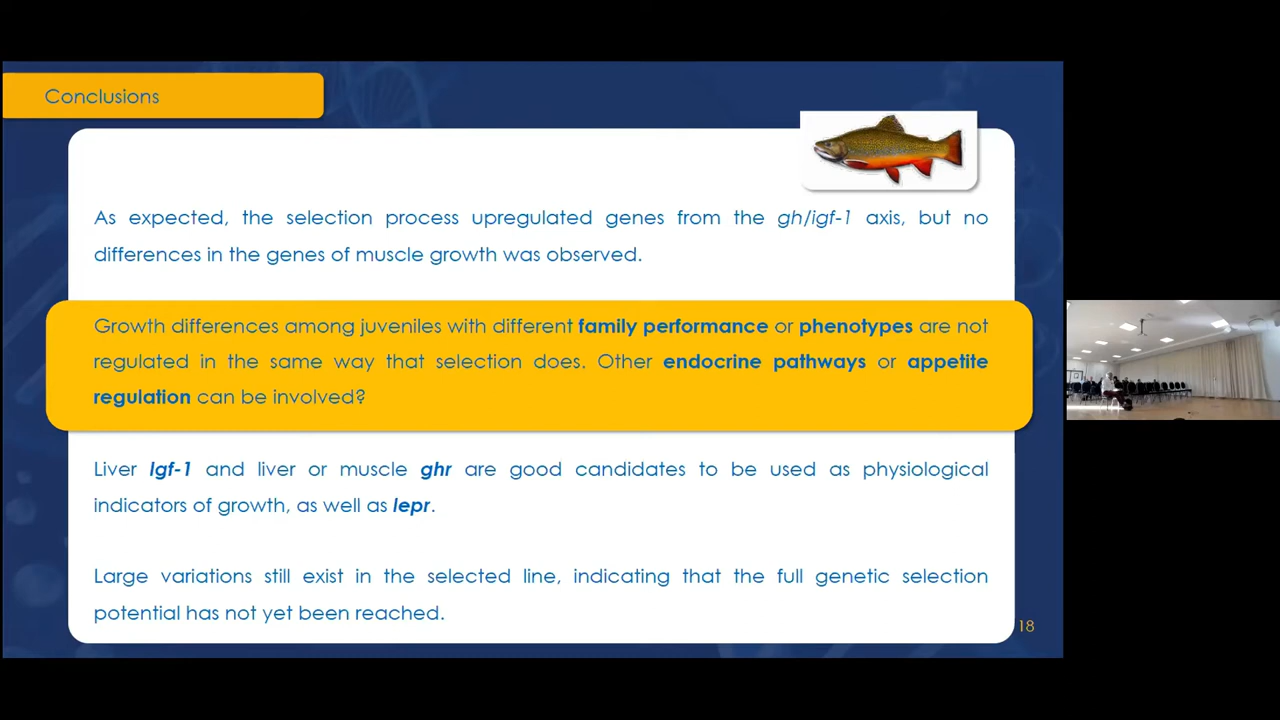 Conclusions
As expected, the selection process upregulated genes from the gh/igf-1 axis, but no
differences in the genes of muscle growth was observed.
Growth differences among juveniles with different family performance or phenotypes are not
regulated in the same way that selection does. Other endocrine pathways or appetite
regulation can be involved?
Liver Igf-1 and liver or muscle ghr are good candidates to be used as physiological
indicators of growth, as well as lepr.
Large variations still exist in the selected line, indicating that the full genetic selection
potential has not yet been reached.
18